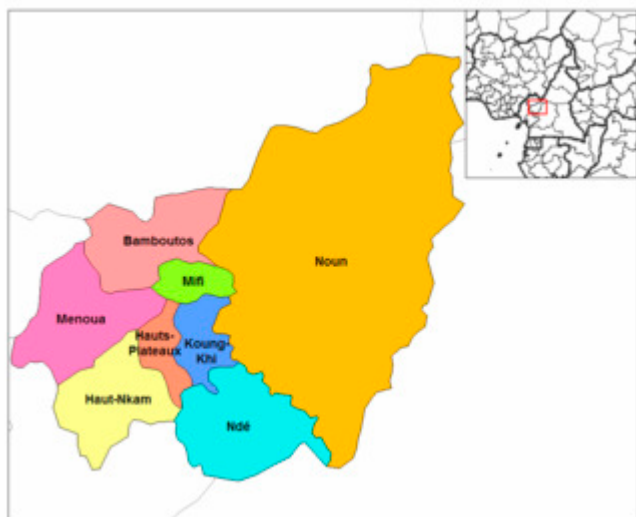 Bamboutos
Noun
Mifi
Menoua
Hauts-
Plateaux
Koung-
Khi
Haut-Nkam
Ndé